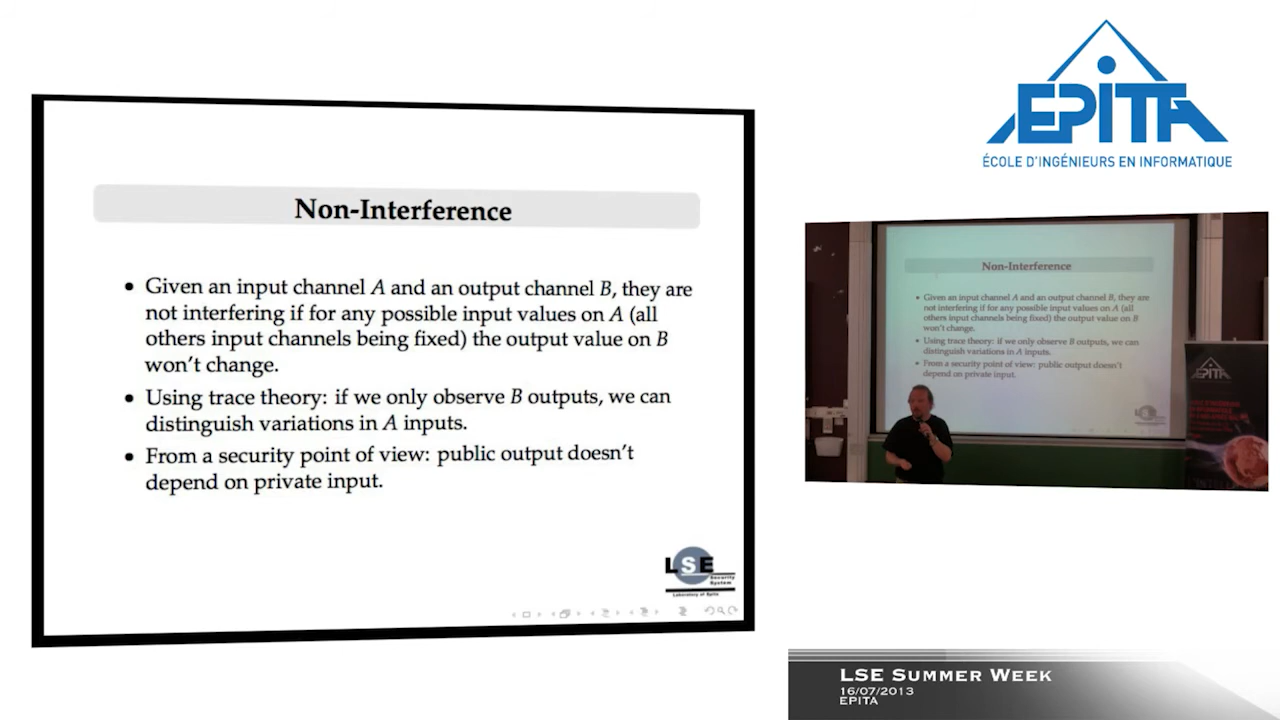 Non-Interference
• Given an input channel A and an output channel B, they are
not interfering if for any possible input values on A (all
others input channels being fixed) the output value on B
won't change.
• Using trace theory: if we only observe B outputs, we can
distinguish variations in A inputs.
• From a security point of view: public output doesn't
depend on private input.
LSE
Security
System
Laboratory of Epita
EPITA
ÉCOLE D'INGÉNIEURS EN INFORMATIQUE
Non-Interference
• Given an input channel A and an output channel B, they are
not interfering if for any possible input values on A (all
others input channels being fixed) the output value on B
won't change.
• Using trace theory: if we only observe B outputs, we can
distinguish variations in A inputs.
• From a security point of view: public output doesn't
depend on private input.
EPITA
LSE SUMMER WEEK
16/07/2013
EPITA